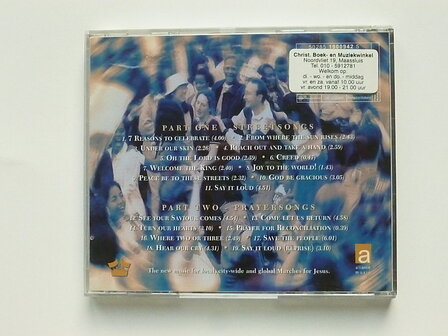 50285 1800942 5
Christ. Boek- en Muziekwinkel
Noordvliet 19, Maassluis
Tel. 010 - 5912781
Welkom op:
di. - wo. - en do. - middag
vr. en za. vanaf 10.00 uur
vr. avond 19.00 - 21.00 uur
PART ONE - STREETSONGS
1. 7 REASONS TO CELEBRATE (4.00) * 2. FROM WHERE THE SUN RISES (2.43)
3. UNDER OUR SKIN (2.26) * 4. REACH OUT AND TAKE A HAND (2.59)
5. OH THE LORD IS GOOD (2.39) * 6. CREED (0.47)
7. WELCOME THE KING (2.40) * 8. JOY TO THE WORLD! (1.43)
9. PEACE BE TO THESE STREETS (2.32) * 10. GOD BE GRACIOUS (3.05)
11. SAY IT LOUD (4.51)
PART TWO - PRAYERSONGS
12. SEE YOUR SAVIOUR COMES (4.54) * 13. COME LET US RETURN (4.58)
14. TURN OUR HEARTS (3.10) * 15. PRAYER FOR RECONCILIATION (0.39)
16. WHERE TWO OR THREE (2.49) * 17. SAVE THE PEOPLE (6.01)
18. HEAR OUR CRY (4.31) * 19. SAY IT LOUD (REPRISE) (3.10)
The new music for local, city-wide and global Marches for Jesus.
a